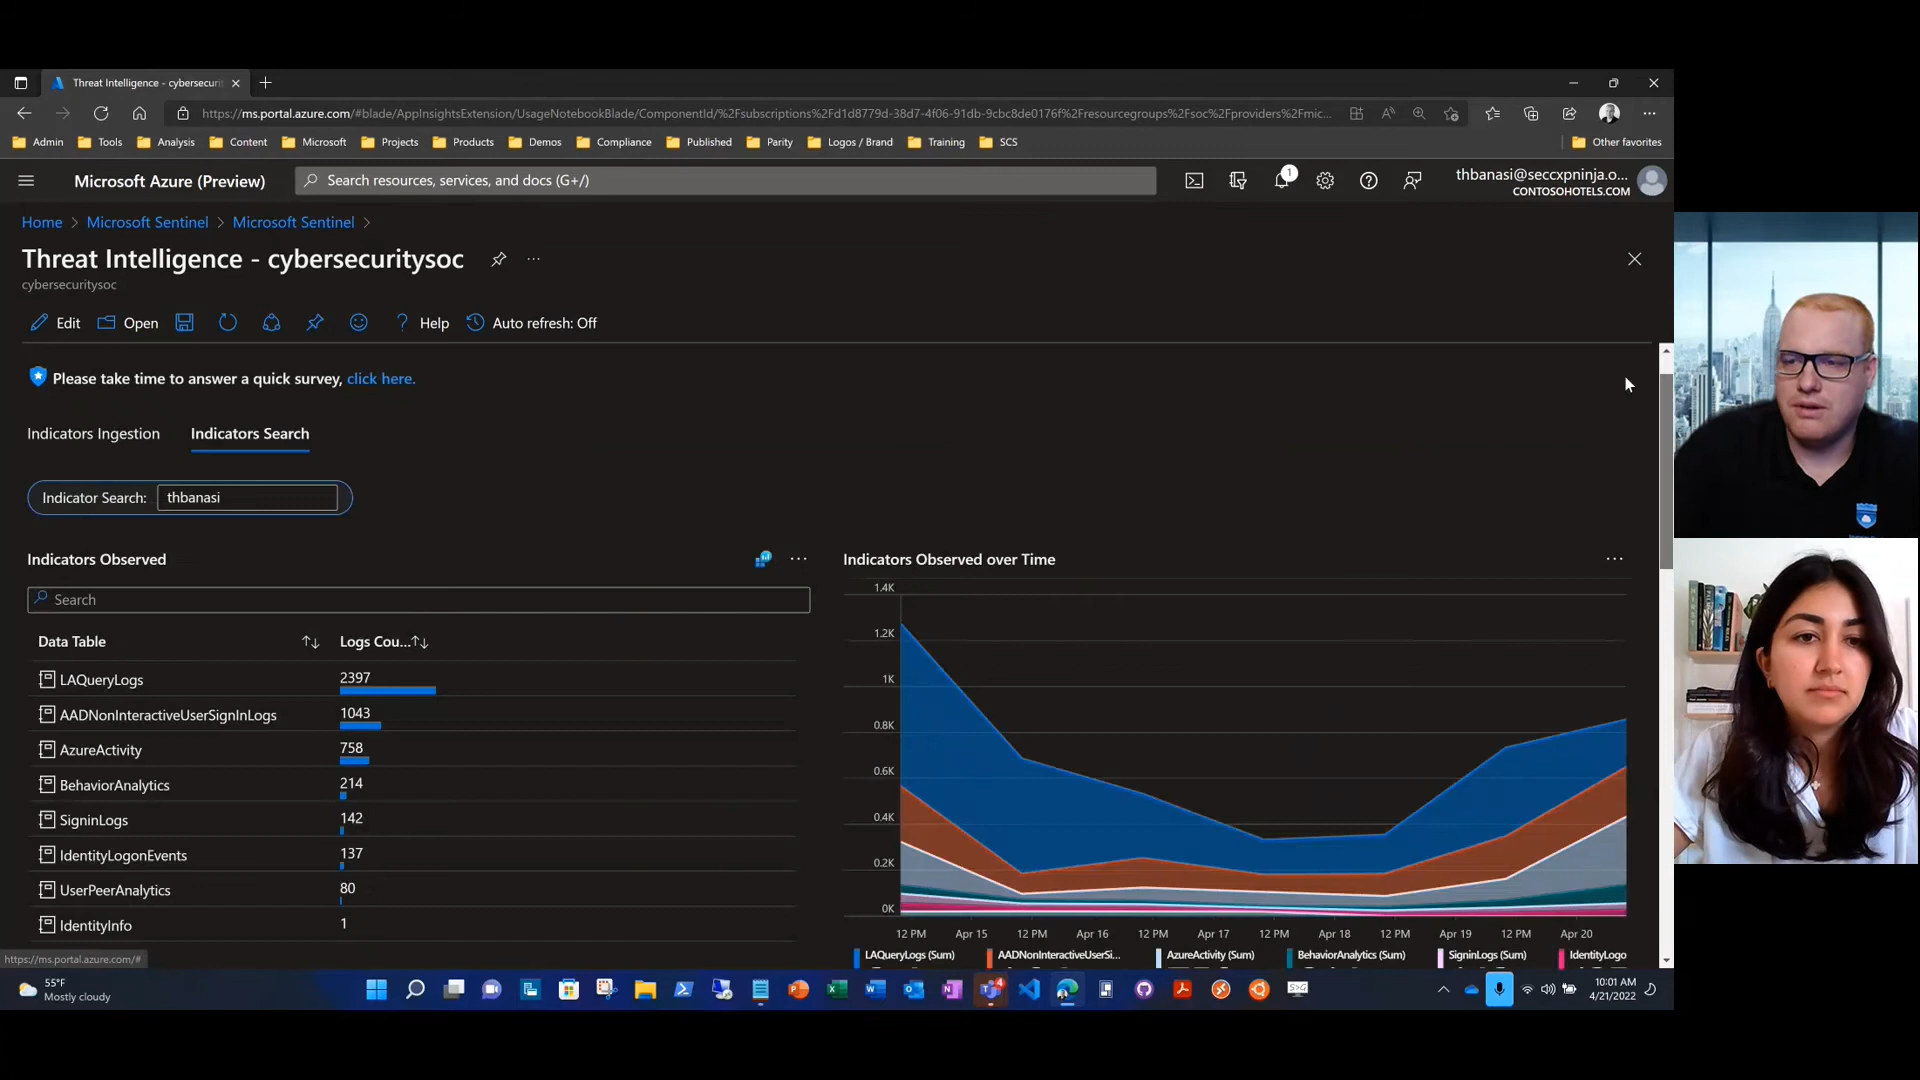 Threat Intelligence - cybersecurit
https://ms.portal.azure.com/#blade/AppInsightsExtension/UsageNotebookBlade/ComponentId/%2Fsubscriptions%2Fd1d8779d-38d7-4f06-91db-9cbc8de0176f%2Fresourcegroups%2Fsoc%2Fproviders%2Fmic...
Admin Tools Analysis Content Microsoft Projects Products Demos Compliance Published Parity Logos / Brand Training SCS Other favorites
Microsoft Azure (Preview)
Search resources, services, and docs (G+/)
1
thbanasi@seccxpninja.o...
CONTOSOHOTELS.COM
Home > Microsoft Sentinel > Microsoft Sentinel >
Threat Intelligence - cybersecuritysoc
cybersecuritysoc
Edit Open Help Auto refresh: Off
Please take time to answer a quick survey, click here.
Indicators Ingestion Indicators Search
Indicator Search: thbanasi
Indicators Observed
Search
Data Table Logs Cou...
LAQueryLogs 2397
AADNonInteractiveUserSignInLogs 1043
AzureActivity 758
BehaviorAnalytics 214
SigninLogs 142
IdentityLogonEvents 137
UserPeerAnalytics 80
IdentityInfo 1
Indicators Observed over Time
1.4K
1.2K
1K
0.8K
0.6K
0.4K
0.2K
0K
12 PM Apr 15 12 PM Apr 16 12 PM Apr 17 12 PM Apr 18 12 PM Apr 19 12 PM Apr 20
LAQueryLogs (Sum) AADNonInteractiveUserSi... AzureActivity (Sum) BehaviorAnalytics (Sum) SigninLogs (Sum) IdentityLogo
https://ms.portal.azure.com/#
55°F
Mostly cloudy
10:01 AM
4/21/2022